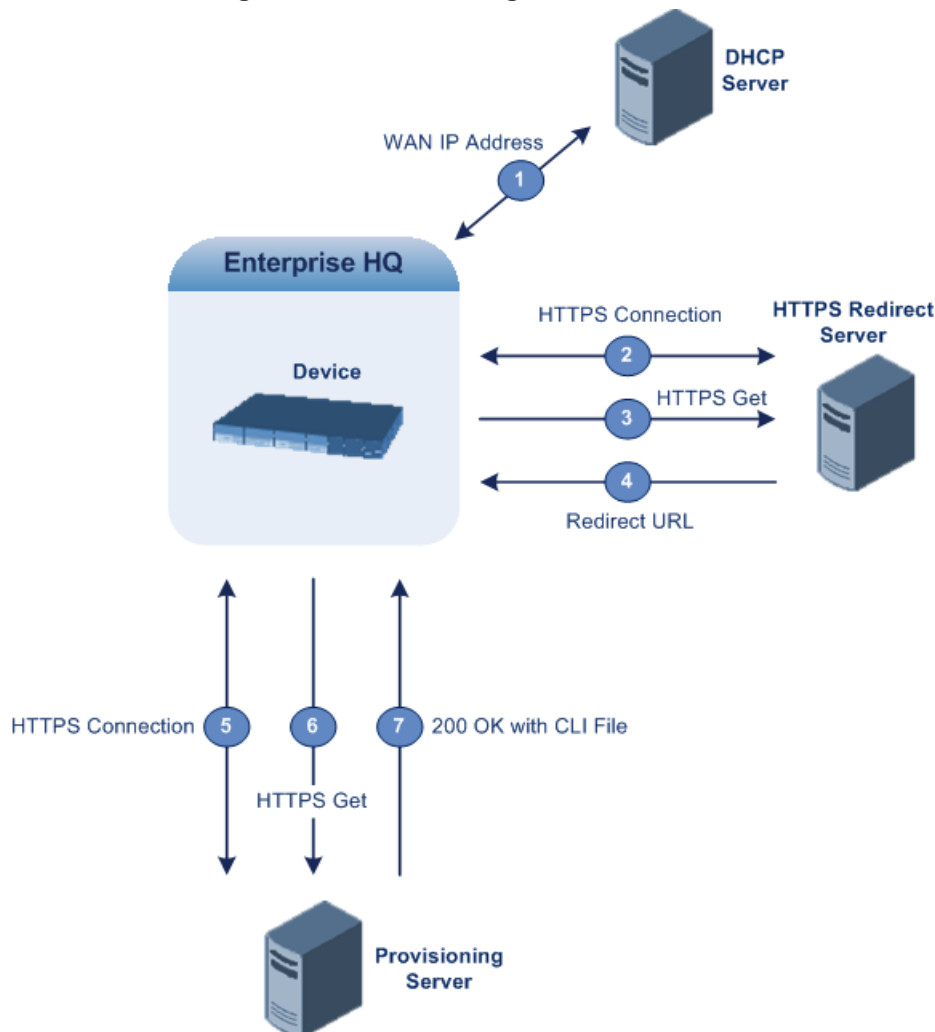 DHCP
Server
WAN IP Address
1
Enterprise HQ
HTTPS Connection
HTTPS Redirect
Server
2
Device
HTTPS Get
3
4
Redirect URL
HTTPS Connection
5
6
7
200 OK with CLI File
HTTPS Get
Provisioning
Server